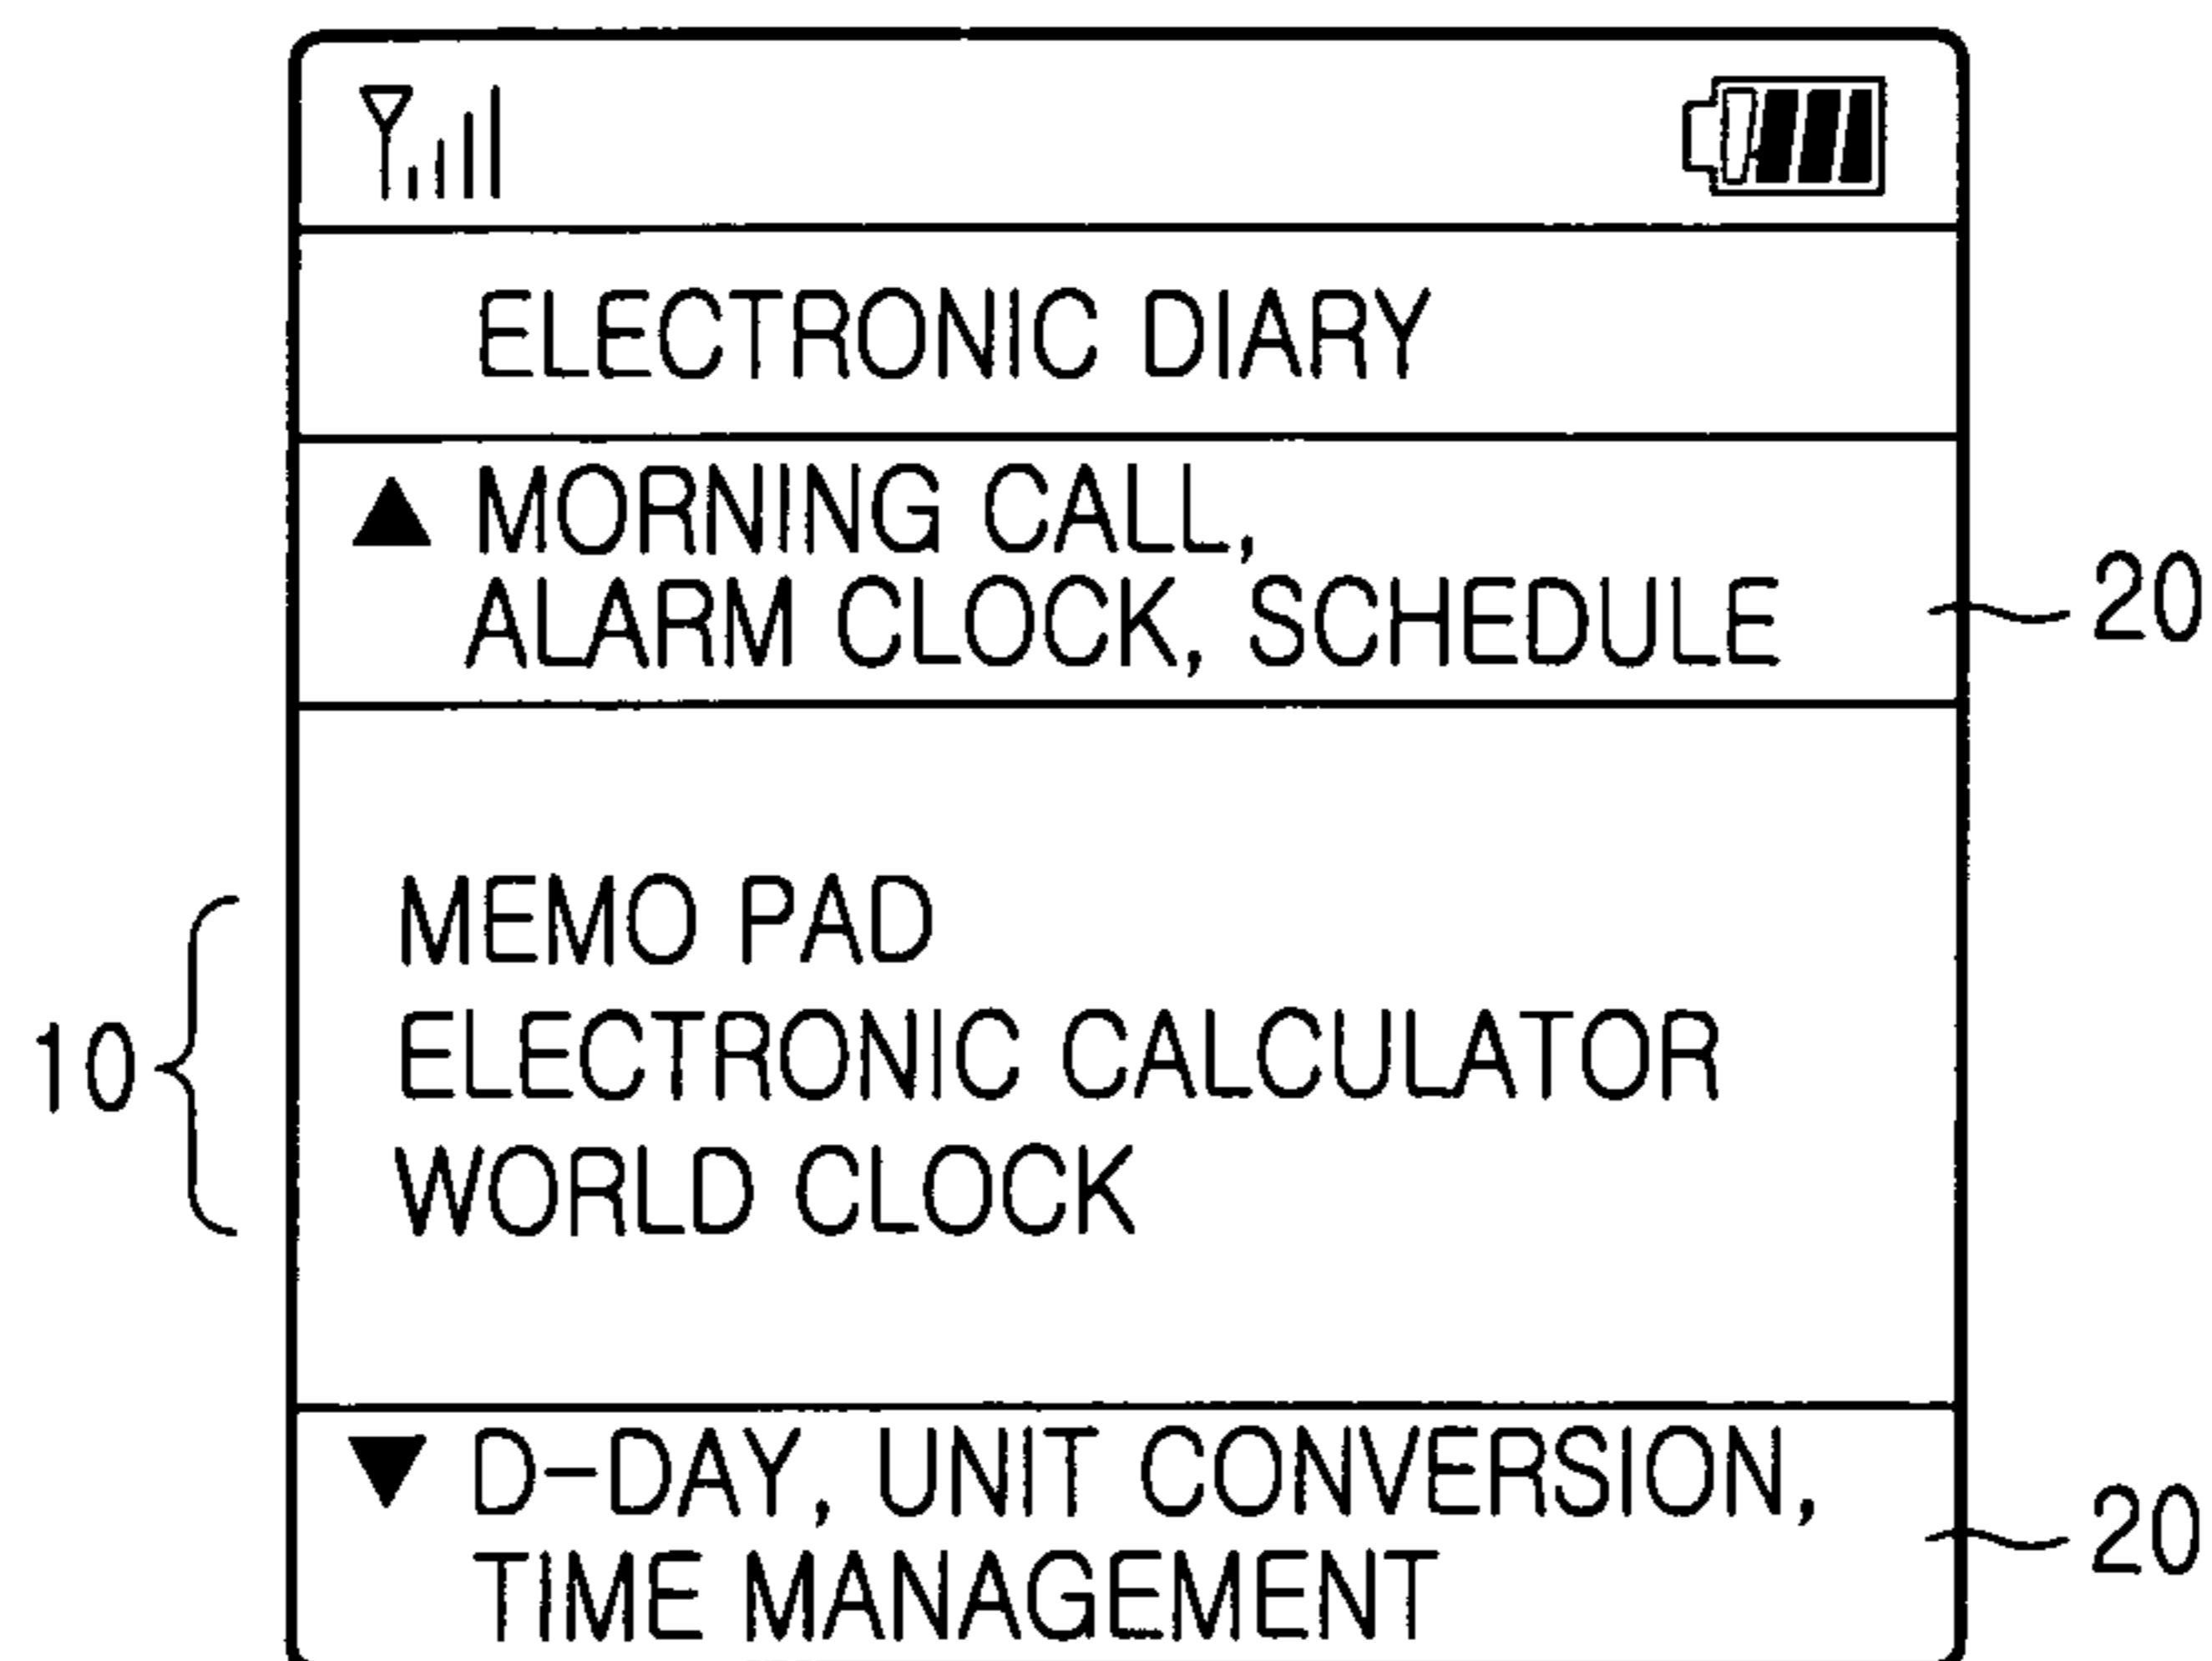 ELECTRONIC DIARY
▲ MORNING CALL,
ALARM CLOCK, SCHEDULE
20
MEMO PAD
10
ELECTRONIC CALCULATOR
WORLD CLOCK
▼ D-DAY, UNIT CONVERSION,
20
TIME MANAGEMENT